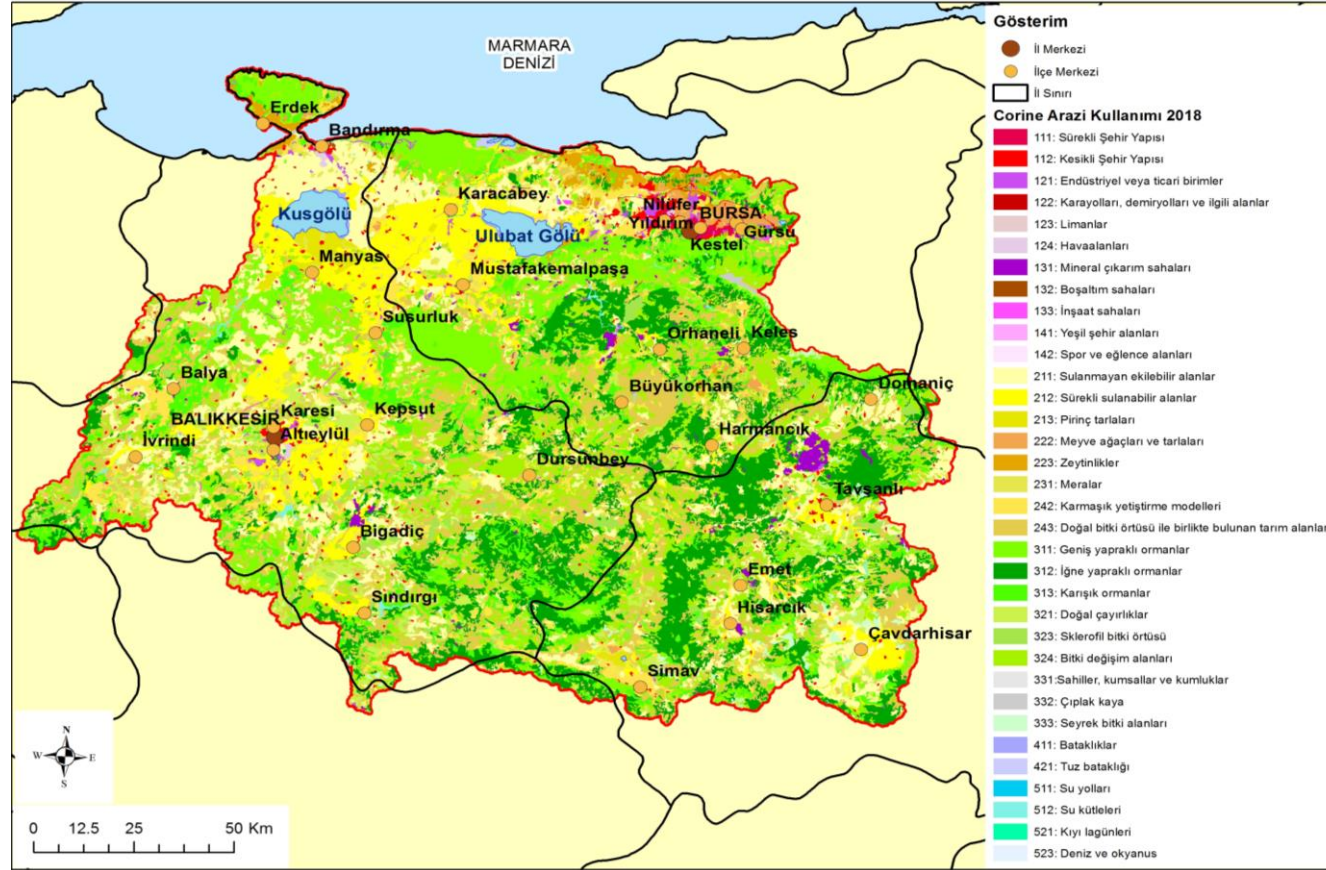 MARMARA
DENİZİ
Erdek
Bandırma
Karacabey
Kusgölü
Ulubat Gölü
Nilüfer
BURSA
Yıldırım
Gürsu
Kestel
Manyas
Mustafakemalpaşa
Susurluk
Orhaneli
Keles
Balya
Büyükorhan
Domaniç
BALIKKESİR
Karesi
Kepsut
Altıeylül
İvrindi
Harmancık
Dursunbey
Tavşanlı
Bigadiç
Emet
Sındırgı
Hisarcık
Çavdarhisar
Simav
N
W
E
S
0 12.5 25 50 Km
Gösterim
İl Merkezi
İlçe Merkezi
İl Sınırı
Corine Arazi Kullanımı 2018
111: Sürekli Şehir Yapısı
112: Kesikli Şehir Yapısı
121: Endüstriyel veya ticari birimler
122: Karayolları, demiryolları ve ilgili alanlar
123: Limanlar
124: Havaalanları
131: Mineral çıkarım sahaları
132: Boşaltım sahaları
133: İnşaat sahaları
141: Yeşil şehir alanları
142: Spor ve eğlence alanları
211: Sulanmayan ekilebilir alanlar
212: Sürekli sulanabilir alanlar
213: Pirinç tarlaları
222: Meyve ağaçları ve tarlaları
223: Zeytinlikler
231: Meralar
242: Karmaşık yetiştirme modelleri
243: Doğal bitki örtüsü ile birlikte bulunan tarım alanlar
311: Geniş yapraklı ormanlar
312: İğne yapraklı ormanlar
313: Karışık ormanlar
321: Doğal çayırlıklar
323: Sklerofil bitki örtüsü
324: Bitki değişim alanları
331:Sahiller, kumsallar ve kumluklar
332: Çıplak kaya
333: Seyrek bitki alanları
411: Bataklıklar
421: Tuz bataklığı
511: Su yolları
512: Su kütleleri
521: Kıyı lagünleri
523: Deniz ve okyanus